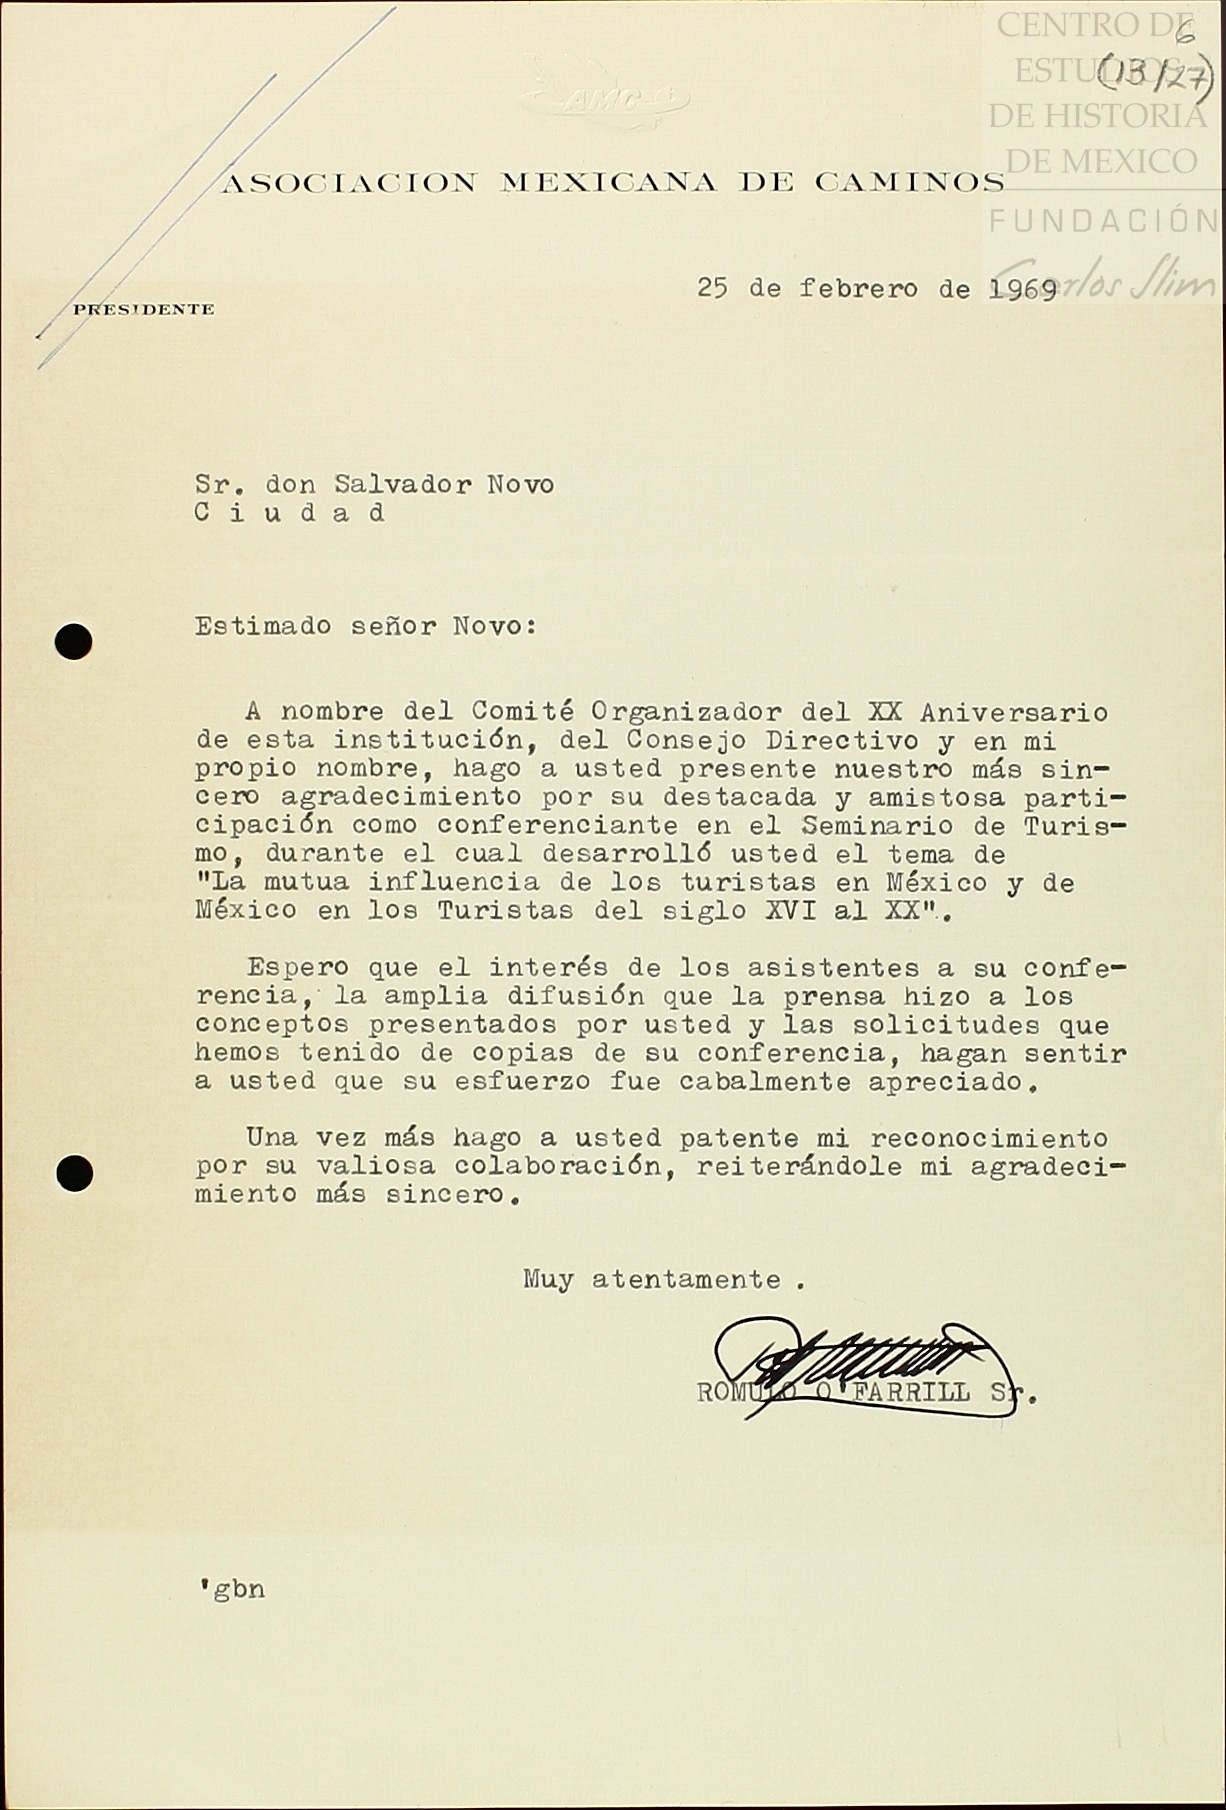 CENTRO DE
ESTUDIOS
DE HISTORIA
DE MEXICO
FUNDACIÓN
Carlos Slim
6
(13/27)
AMC
ASOCIACION MEXICANA DE CAMINOS
PRESIDENTE
25 de febrero de 1969
Sr. don Salvador Novo
C i u d a d
Estimado señor Novo:
A nombre del Comité Organizador del XX Aniversario
de esta institución, del Consejo Directivo y en mi
propio nombre, hago a usted presente nuestro más sin-
cero agradecimiento por su destacada y amistosa parti-
cipación como conferenciante en el Seminario de Turis-
mo, durante el cual desarrolló usted el tema de
"La mutua influencia de los turistas en México y de
México en los Turistas del siglo XVI al XX".
Espero que el interés de los asistentes a su confe-
rencia, la amplia difusión que la prensa hizo a los
conceptos presentados por usted y las solicitudes que
hemos tenido de copias de su conferencia, hagan sentir
a usted que su esfuerzo fue cabalmente apreciado.
Una vez más hago a usted patente mi reconocimiento
por su valiosa colaboración, reiterándole mi agradeci-
miento más sincero.
Muy atentamente .
ROMULO O'FARRILL Sr.
'gbn